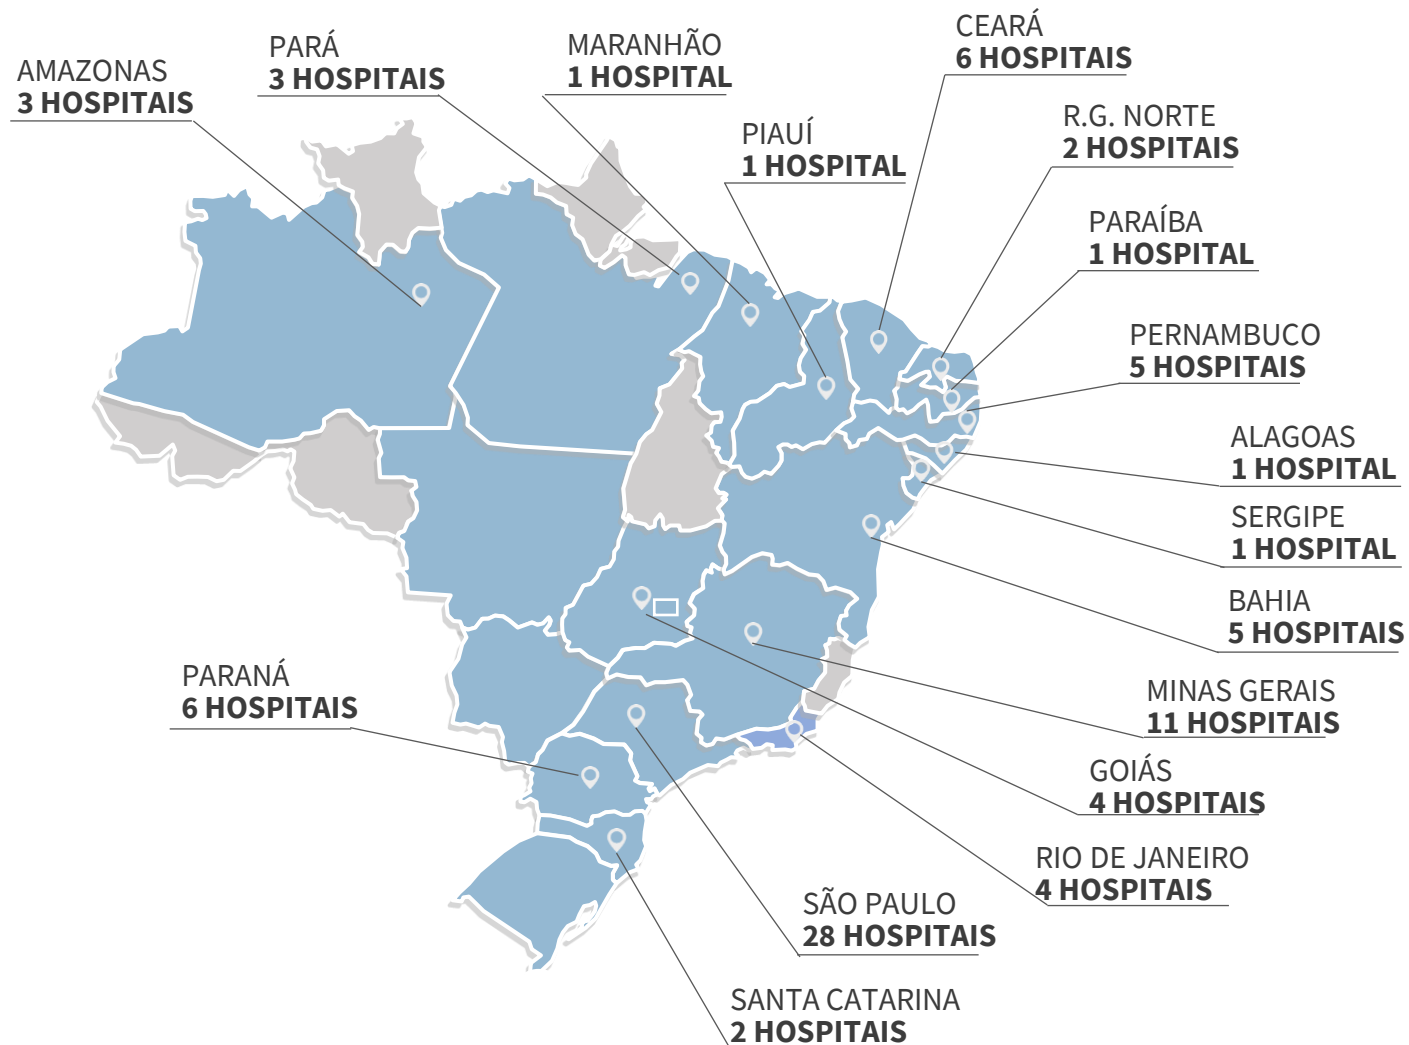 AMAZONAS
3 HOSPITAIS
PARÁ
3 HOSPITAIS
MARANHÃO
1 HOSPITAL
CEARÁ
6 HOSPITAIS
PIAUÍ
1 HOSPITAL
R.G. NORTE
2 HOSPITAIS
PARAÍBA
1 HOSPITAL
PERNAMBUCO
5 HOSPITAIS
ALAGOAS
1 HOSPITAL
SERGIPE
1 HOSPITAL
BAHIA
5 HOSPITAIS
MINAS GERAIS
11 HOSPITAIS
GOIÁS
4 HOSPITAIS
RIO DE JANEIRO
4 HOSPITAIS
PARANÁ
6 HOSPITAIS
SÃO PAULO
28 HOSPITAIS
SANTA CATARINA
2 HOSPITAIS